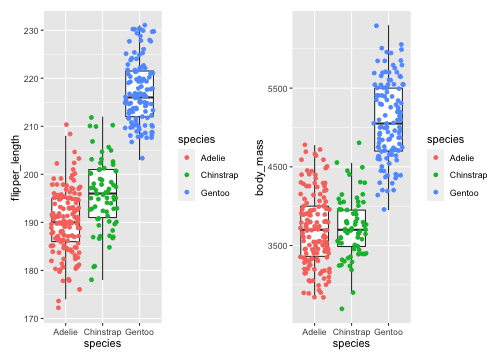 flipper_length
230
220
210
200
190
180
170
Adelie Chinstrap Gentoo
species
species
Adelie
Chinstrap
Gentoo
body_mass
5500
4500
3500
Adelie Chinstrap Gentoo
species
species
Adelie
Chinstrap
Gentoo